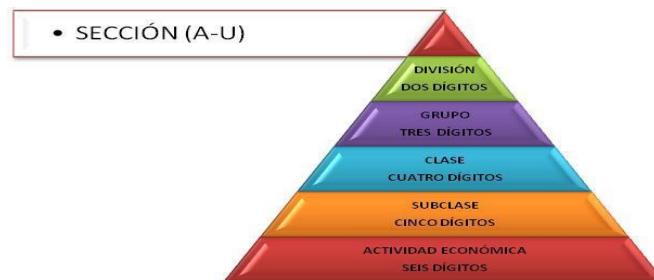 • SECCIÓN (A-U)
DIVISIÓN
DOS DÍGITOS
GRUPO
TRES DÍGITOS
CLASE
CUATRO DÍGITOS
SUBCLASE
CINCO DÍGITOS
ACTIVIDAD ECONÓMICA
SEIS DÍGITOS